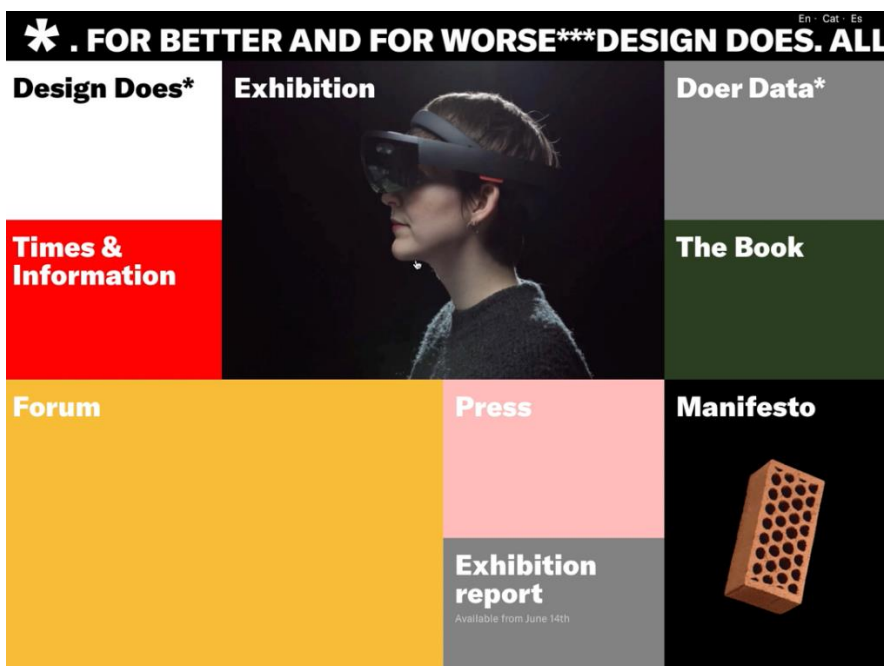 En · Cat · Es
* . FOR BETTER AND FOR WORSE***DESIGN DOES. ALL
Design Does*
Exhibition
Doer Data*
Times &
Information
The Book
Forum
Press
Manifesto
Exhibition
report
Available from June 14th